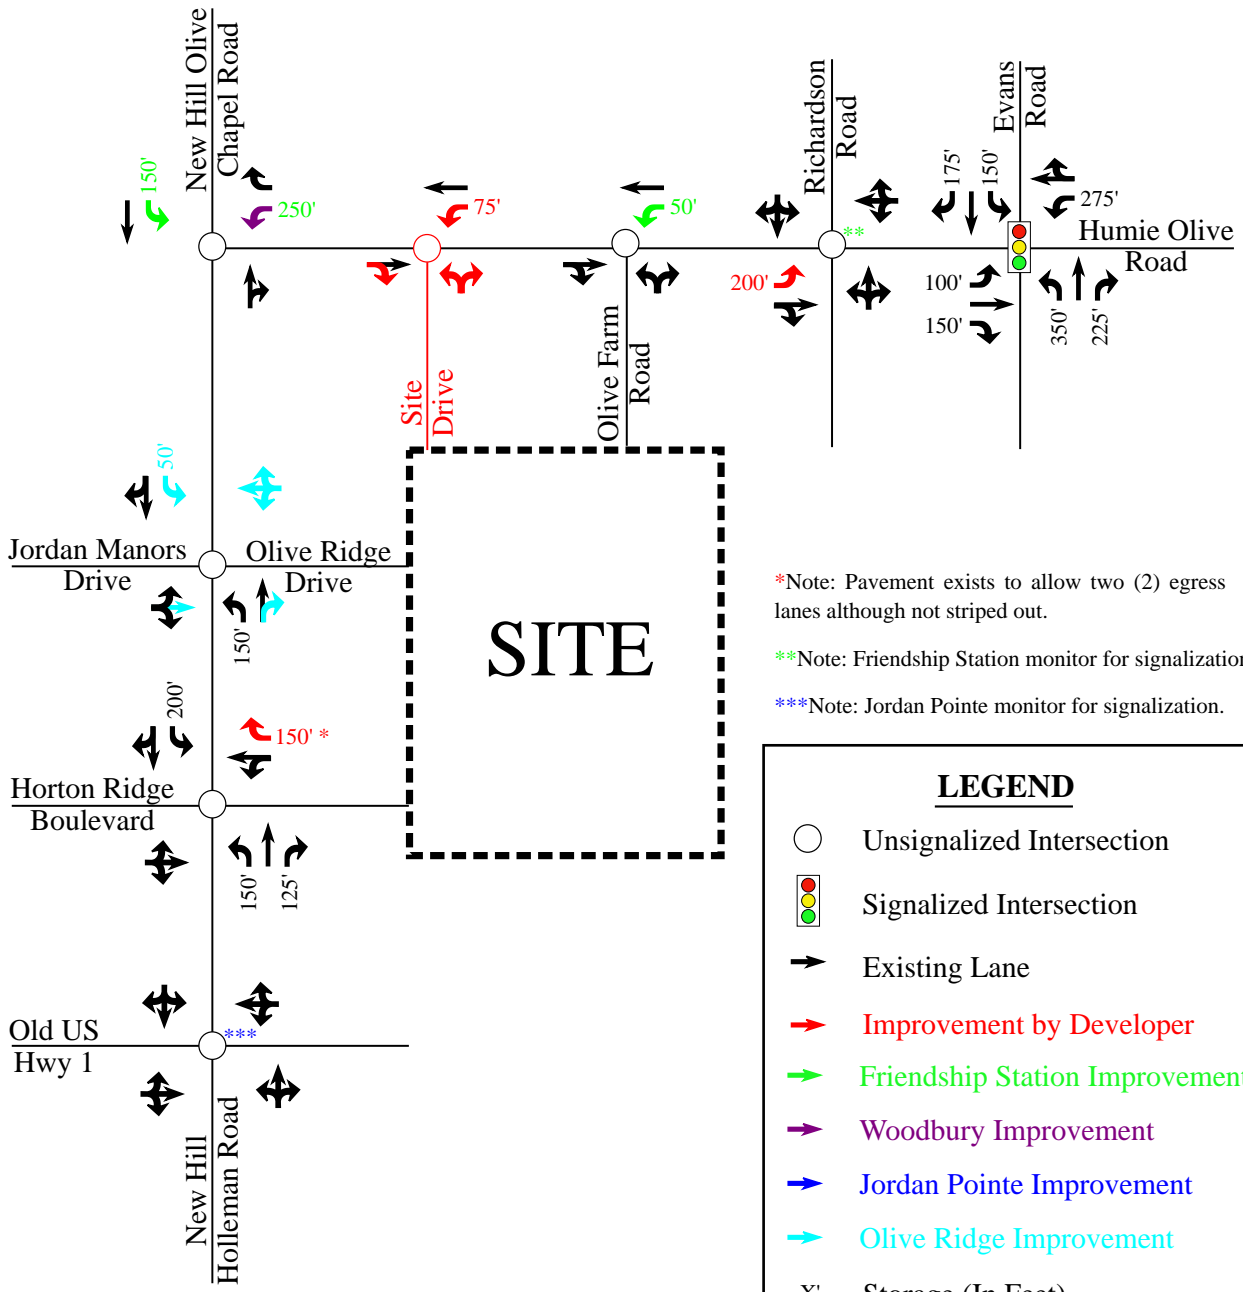 New Hill Olive
Chapel Road
Richardson
Road
Evans
Road
150'
250'
75'
50'
**
200'
175'
150'
275'
Humie Olive
Road
100'
150'
350'
225'
Site
Drive
Olive Farm
Road
50'
Jordan Manors
Drive
Olive Ridge
Drive
150'
SITE
*Note: Pavement exists to allow two (2) egress
lanes although not striped out.
**Note: Friendship Station monitor for signalization
***Note: Jordan Pointe monitor for signalization.
200'
150' *
Horton Ridge
Boulevard
150'
125'
Old US
Hwy 1
***
New Hill
Holleman Road
LEGEND
Unsignalized Intersection
Signalized Intersection
Existing Lane
Improvement by Developer
Friendship Station Improvement
Woodbury Improvement
Jordan Pointe Improvement
Olive Ridge Improvement
X' Storage (In Feet)